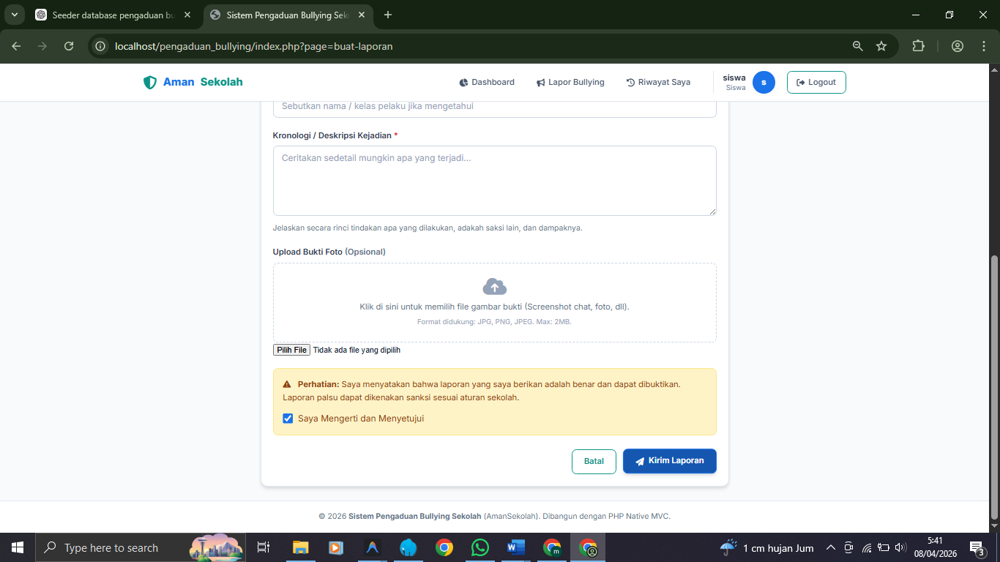 Seeder database pengaduan bu
Sistem Pengaduan Bullying Sek
localhost/pengaduan_bullying/index.php?page=buat-laporan
Aman Sekolah
Dashboard
Lapor Bullying
Riwayat Saya
siswa
Siswa
s
Logout
Sebutkan nama / kelas pelaku jika mengetahui
Kronologi / Deskripsi Kejadian *
Ceritakan sedetail mungkin apa yang terjadi...
Jelaskan secara rinci tindakan apa yang dilakukan, adakah saksi lain, dan dampaknya.
Upload Bukti Foto (Opsional)
Klik di sini untuk memilih file gambar bukti (Screenshot chat, foto, dll).
Format didukung: JPG, PNG, JPEG. Max: 2MB.
Pilih File Tidak ada file yang dipilih
Perhatian: Saya menyatakan bahwa laporan yang saya berikan adalah benar dan dapat dibuktikan.
Laporan palsu dapat dikenakan sanksi sesuai aturan sekolah.
Saya Mengerti dan Menyetujui
Batal
Kirim Laporan
© 2026 Sistem Pengaduan Bullying Sekolah (AmanSekolah). Dibangun dengan PHP Native MVC.
Type here to search
W
m
1 cm hujan Jum
5:41
08/04/2026
3